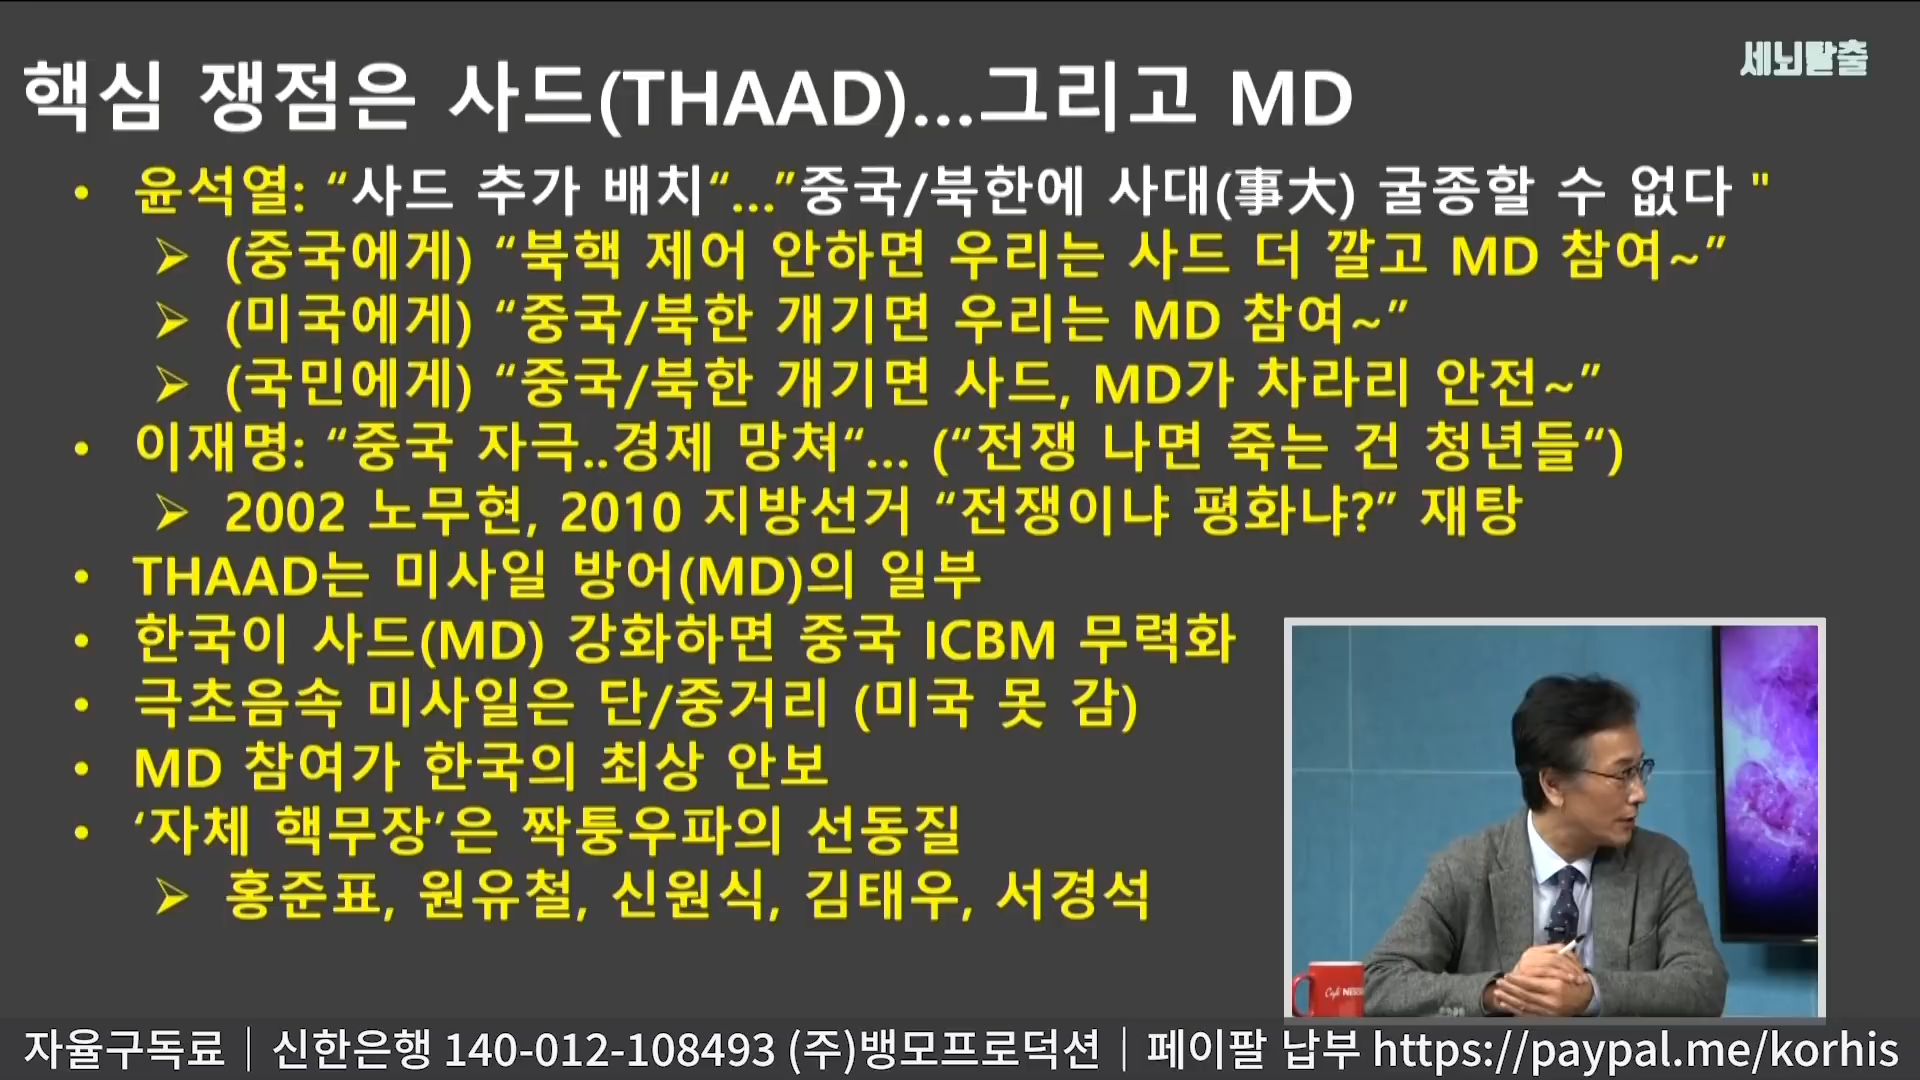 핵심 쟁점은 사드(THAAD)...그리고 MD
세뇌탈출
• 윤석열: “사드 추가 배치“...”중국/북한에 사대(事大) 굴종할 수 없다 "
➢ (중국에게) “북핵 제어 안하면 우리는 사드 더 깔고 MD 참여~”
➢ (미국에게) “중국/북한 개기면 우리는 MD 참여~”
➢ (국민에게) “중국/북한 개기면 사드, MD가 차라리 안전~”
• 이재명: “중국 자극..경제 망쳐“... (“전쟁 나면 죽는 건 청년들“)
➢ 2002 노무현, 2010 지방선거 “전쟁이냐 평화냐?” 재탕
• THAAD는 미사일 방어(MD)의 일부
• 한국이 사드(MD) 강화하면 중국 ICBM 무력화
• 극초음속 미사일은 단/중거리 (미국 못 감)
• MD 참여가 한국의 최상 안보
• ‘자체 핵무장’은 짝퉁우파의 선동질
➢ 홍준표, 원유철, 신원식, 김태우, 서경석
Café
자율구독료│신한은행 140-012-108493 (주)뱅모프로덕션│페이팔 납부 https://paypal.me/korhis